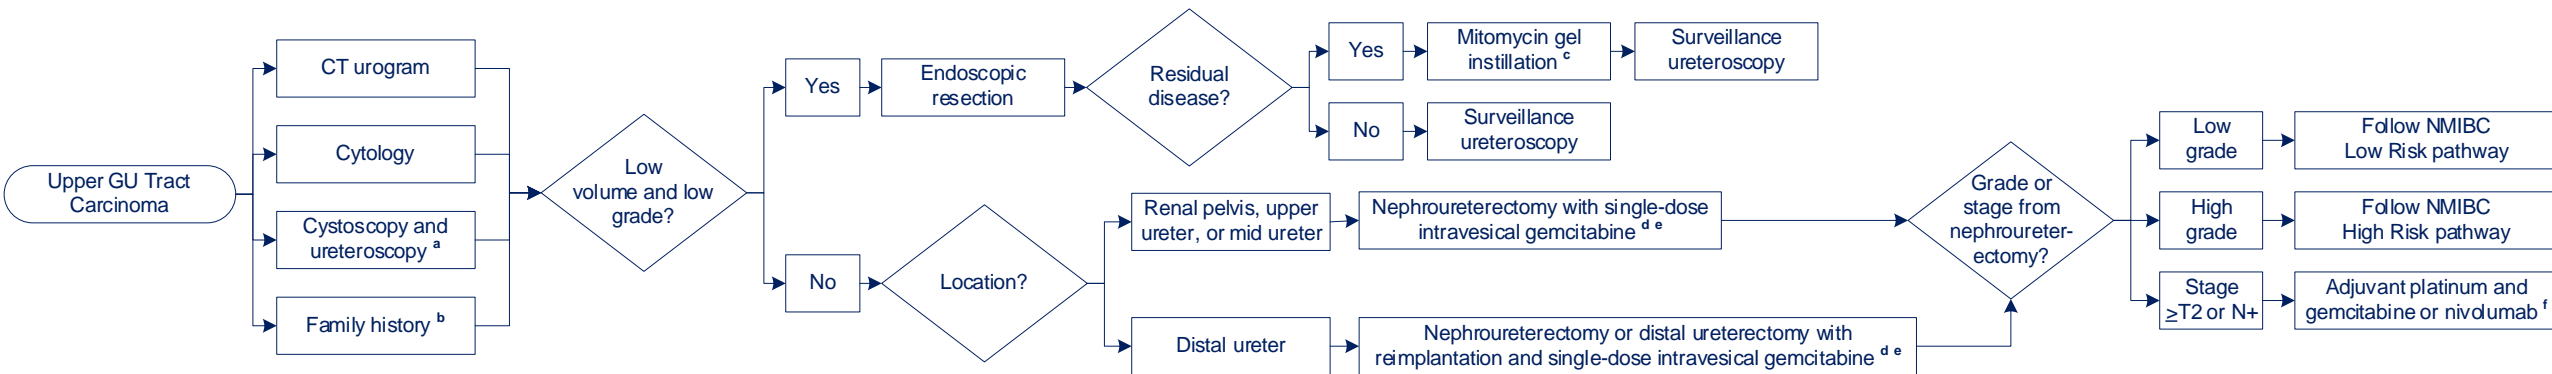 Upper GU Tract
Carcinoma
CT urogram
Cytology
Cystoscopy and
ureteroscopy a
Family history b
Low
volume and low
grade?
Yes
Endoscopic
resection
Residual
disease?
Yes
Mitomycin gel
instillation c
Surveillance
ureteroscopy
No
Surveillance
ureteroscopy
No
Location?
Renal pelvis, upper
ureter, or mid ureter
Nephroureterectomy with single-dose
intravesical gemcitabine d e
Distal ureter
Nephroureterectomy or distal ureterectomy with
reimplantation and single-dose intravesical gemcitabine d e
Grade or
stage from
nephroureter-
ectomy?
Low
grade
Follow NMIBC
Low Risk pathway
High
grade
Follow NMIBC
High Risk pathway
Stage
≥T2 or N+
Adjuvant platinum and
gemcitabine or nivolumab f